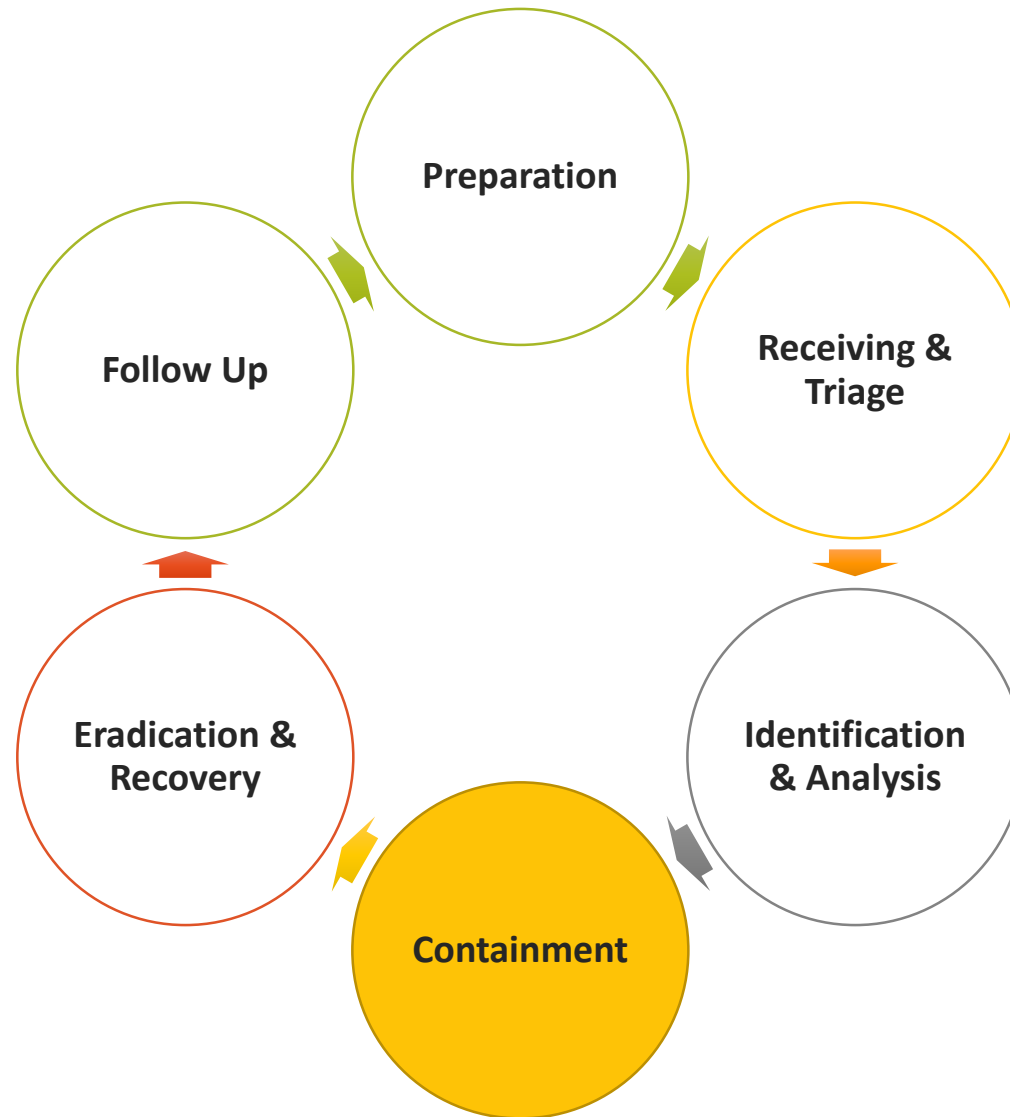 Preparation
Receiving &
Triage
Identification
& Analysis
Containment
Eradication &
Recovery
Follow Up